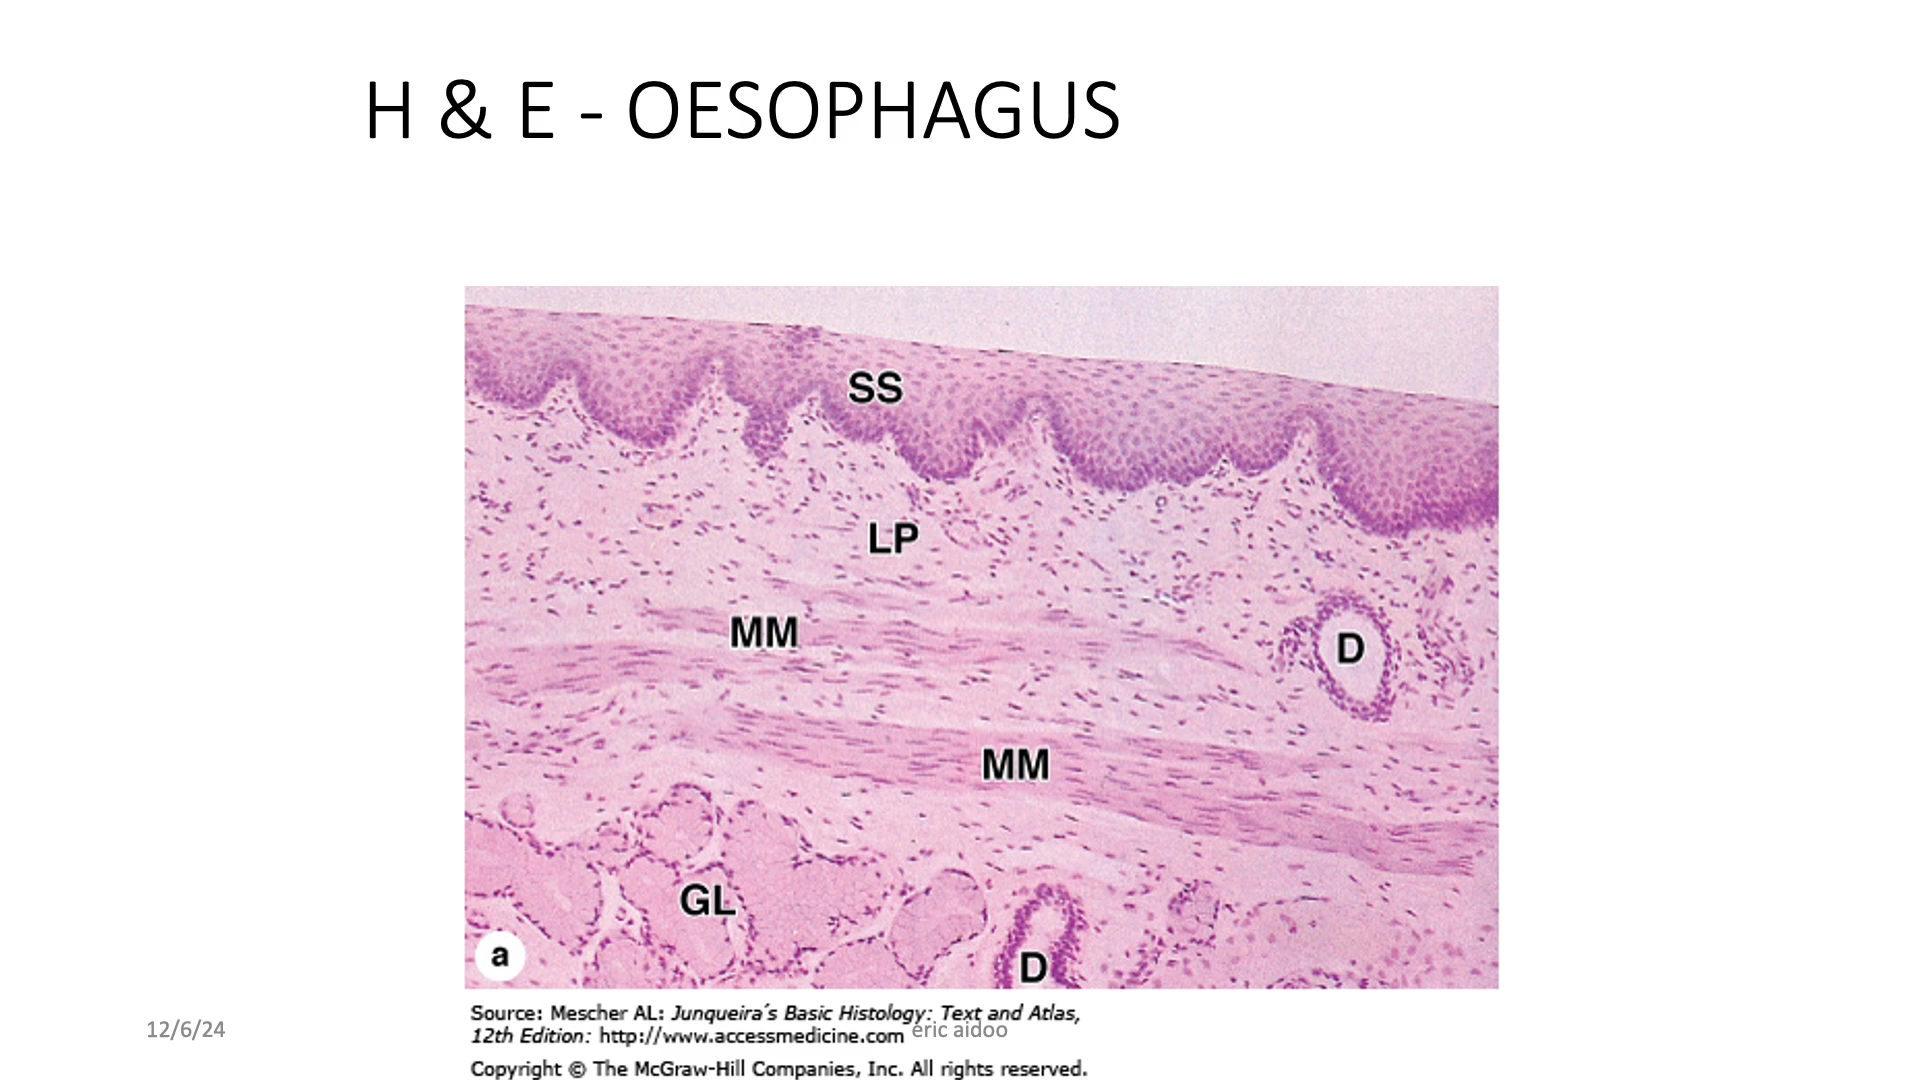 H & E - OESOPHAGUS
SS
LP
MM
D
MM
GL
D
a
Source: Mescher AL: Junqueira´s Basic Histology: Text and Atlas,
12th Edition: http://www.accessmedicine.com
Copyright © The McGraw-Hill Companies, Inc. All rights reserved.
12/6/24
eric aidoo